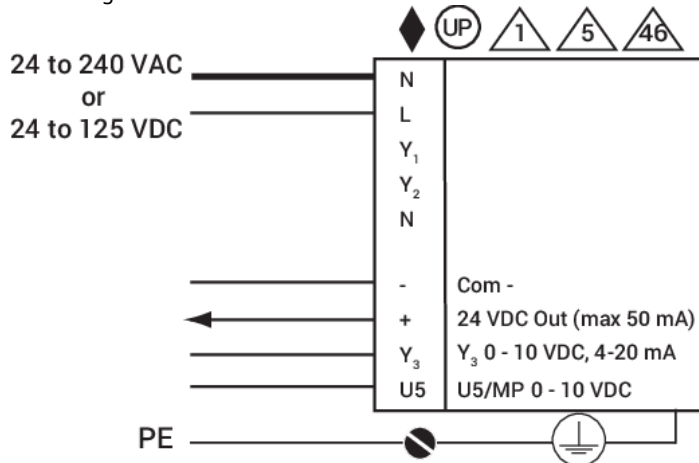 UP 1 5 46
24 to 240 VAC
or
24 to 125 VDC
N
L
Y1
Y2
N
- Com -
+ 24 VDC Out (max 50 mA)
Y3 Y3 0 - 10 VDC, 4-20 mA
U5 U5/MP 0 - 10 VDC
PE